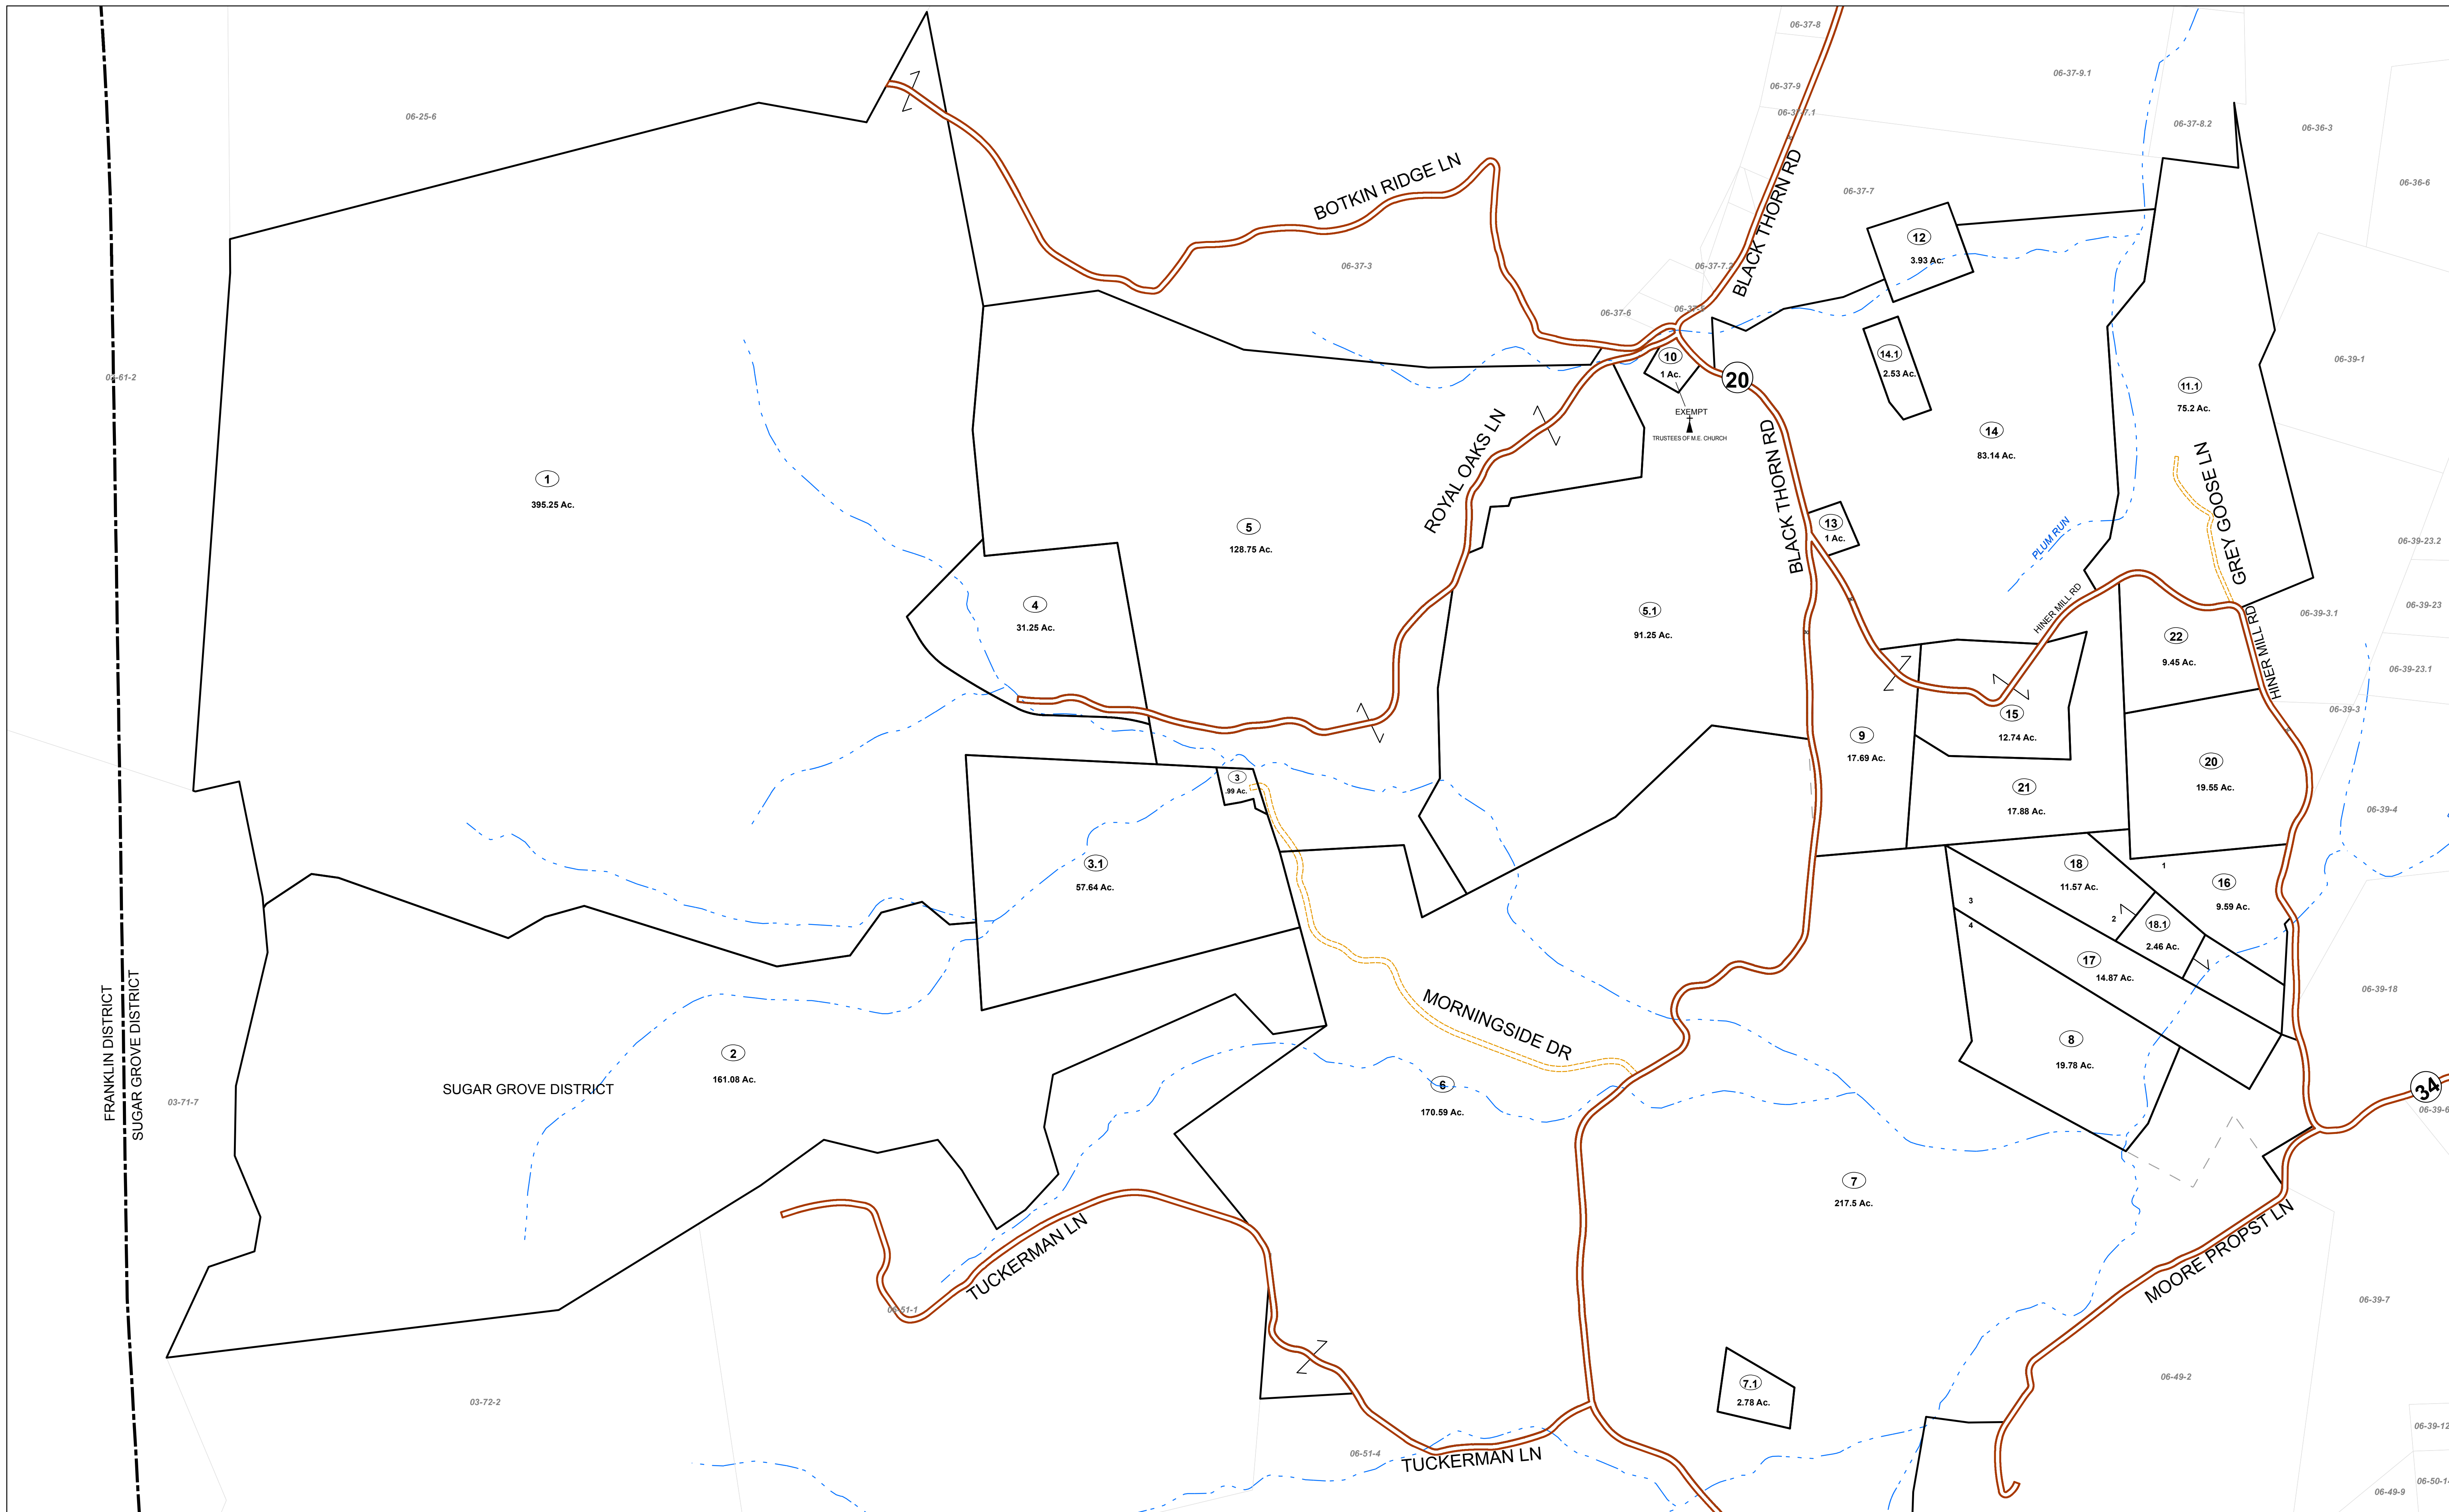 06-37-8
06-37-9.1
06-37-9
06-25-6
06-37-7.1
06-37-8.2
06-36-3
BOTKIN RIDGE LN
BLACK THORN RD
06-37-7
06-36-6
12
3.93 Ac.
06-37-3
06-37-7.2
06-37-6
14.1
2.53 Ac.
10
1 Ac.
20
06-39-1
11.1
75.2 Ac.
EXEMPT
TRUSTEES OF M.E. CHURCH
14
83.14 Ac.
1
395.25 Ac.
ROYAL OAKS LN
BLACK THORN RD
GREY GOOSE LN
5
128.75 Ac.
13
1 Ac.
PLUM RUN
06-39-23.2
4
31.25 Ac.
5.1
91.25 Ac.
HINER MILL RD
HINER MILL RD
06-39-3.1
06-39-23
22
9.45 Ac.
06-39-23.1
06-39-3
15
12.74 Ac.
9
17.69 Ac.
3
.99 Ac.
21
17.88 Ac.
20
19.55 Ac.
06-39-4
3.1
57.64 Ac.
18
11.57 Ac.
1
16
9.59 Ac.
3
4
2
18.1
2.46 Ac.
17
14.87 Ac.
06-39-18
FRANKLIN DISTRICT
SUGAR GROVE DISTRICT
MORNINGSIDE DR
2
161.08 Ac.
SUGAR GROVE DISTRICT
03-71-7
8
19.78 Ac.
6
170.59 Ac.
34
7
217.5 Ac.
TUCKERMAN LN
MOORE PROPST LN
06-39-7
06-49-2
7.1
2.78 Ac.
03-72-2
06-39-12
06-51-4
TUCKERMAN LN
06-49-9